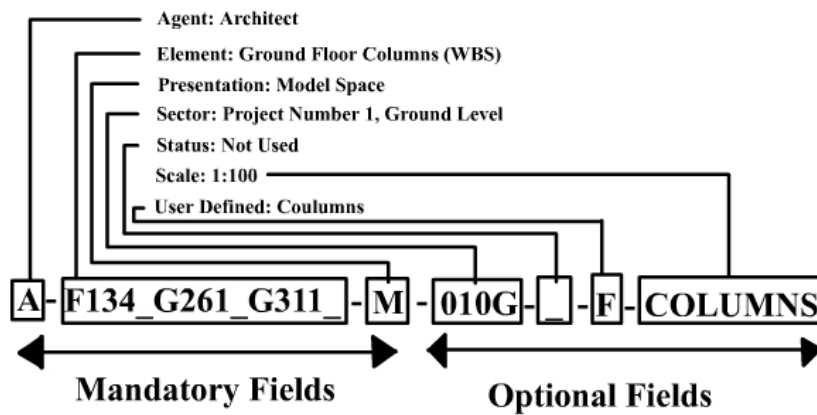 Agent: Architect
Element: Ground Floor Columns (WBS)
Presentation: Model Space
Sector: Project Number 1, Ground Level
Status: Not Used
Scale: 1:100
User Defined: Coulumns
A-F134_G261_G311_-M-010G-_-F-COLUMNS
Mandatory Fields
Optional Fields